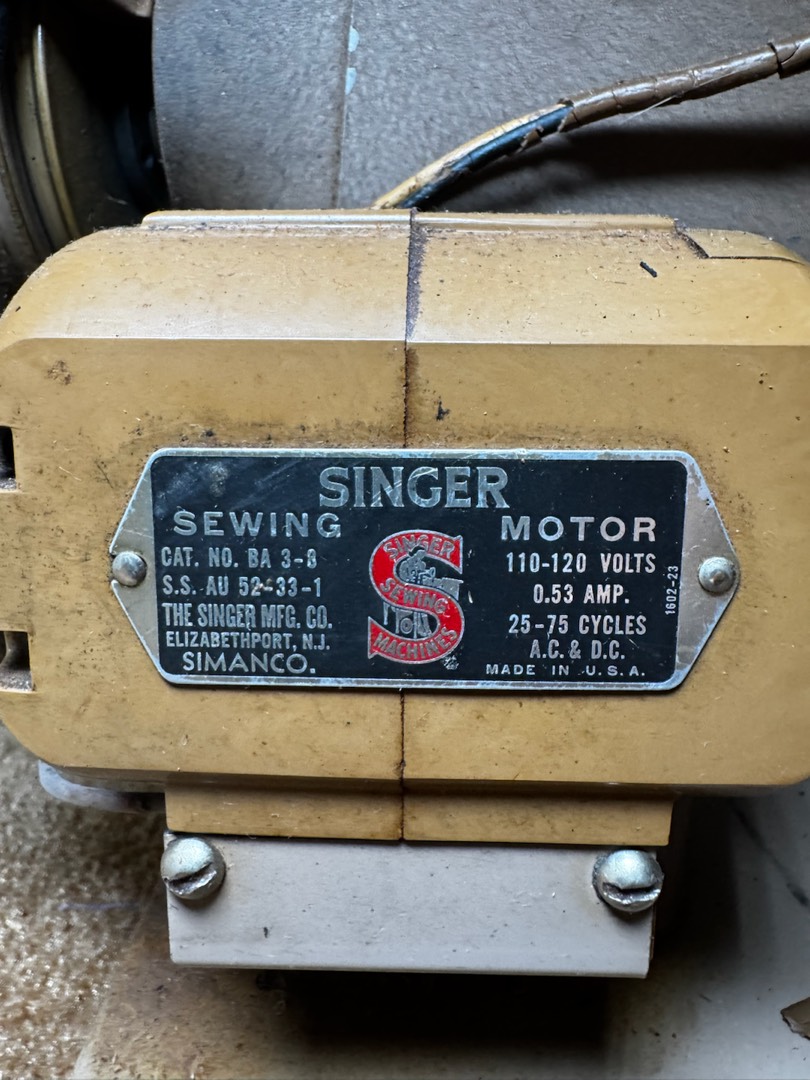 SINGER
SEWING MOTOR
CAT. NO. BA 3-8
S.S. AU 52-33-1
THE SINGER MFG. CO.
ELIZABETHPORT, N.J.
SIMANCO.
SINGER
SEWING
MACHINES
110-120 VOLTS
0.53 AMP.
25-75 CYCLES
A.C. & D.C.
MADE IN U.S.A.
1602-23